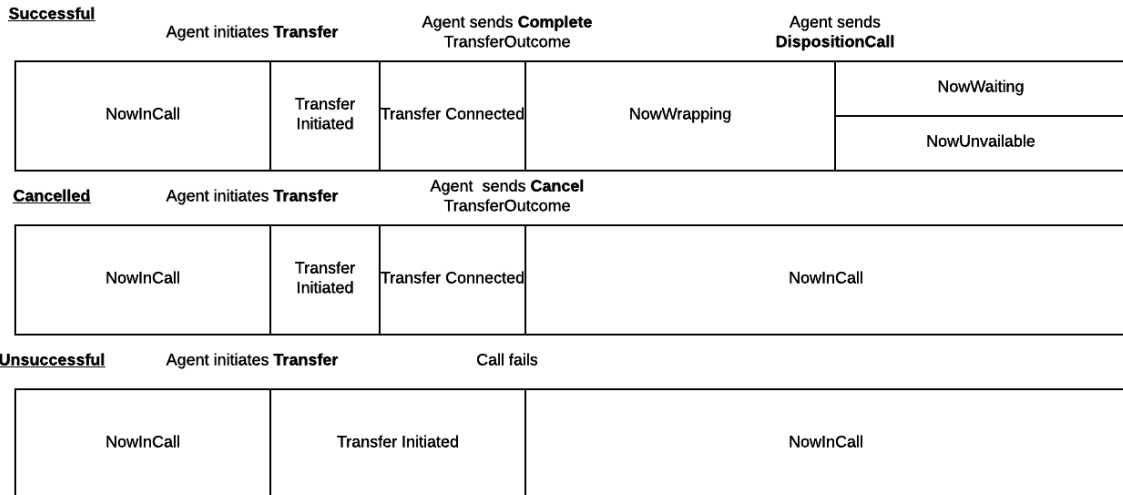 Successful
Agent initiates Transfer
Agent sends Complete
TransferOutcome
Agent sends
DispositionCall
NowInCall
Transfer
Initiated
Transfer Connected
NowWrapping
NowWaiting
NowUnvailable
Cancelled
Agent initiates Transfer
Agent sends Cancel
TransferOutcome
NowInCall
Transfer
Initiated
Transfer Connected
NowInCall
Unsuccessful
Agent initiates Transfer
Call fails
NowInCall
Transfer Initiated
NowInCall